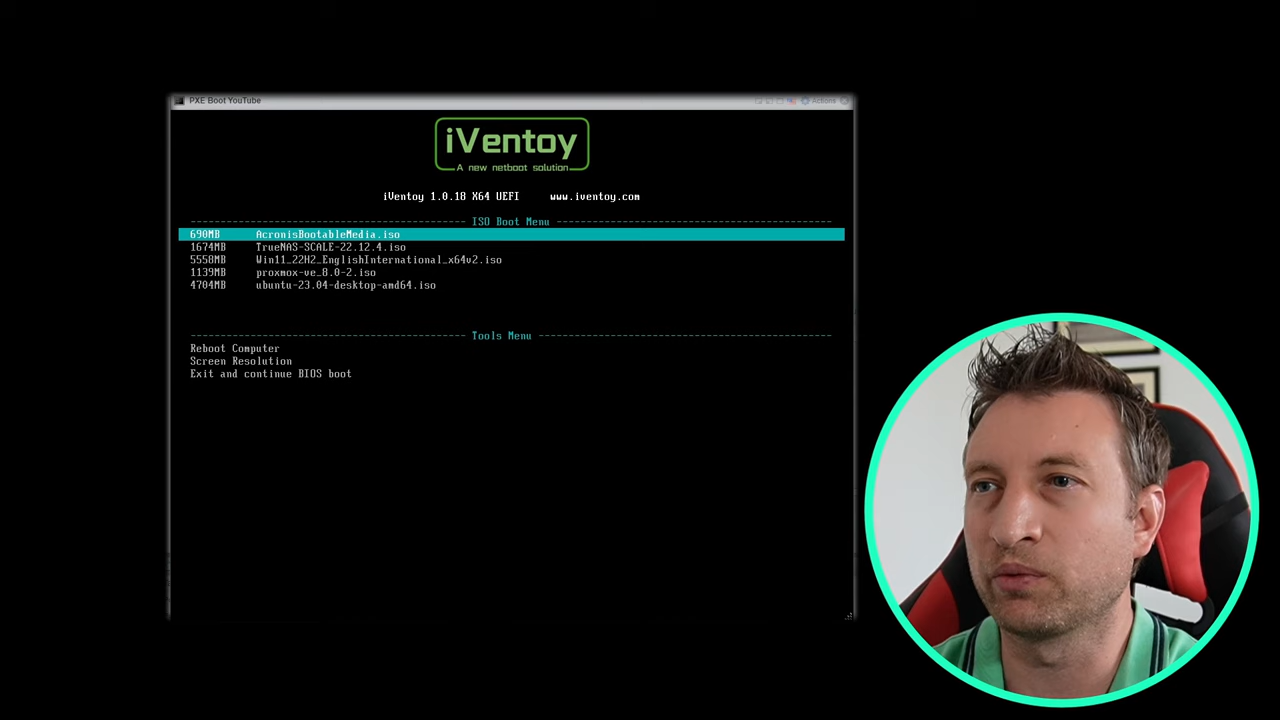 PXE Boot YouTube
Actions
iVentoy
A new netboot solution
iVentoy 1.0.18 X64 UEFI www.iventoy.com
ISO Boot Menu
690MB AcronisBootableMedia.iso
1674MB TrueNAS-SCALE-22.12.4.iso
5558MB Win11_22H2_EnglishInternational_x64v2.iso
1139MB proxmox-ve_8.0-2.iso
4704MB ubuntu-23.04-desktop-amd64.iso
Tools Menu
Reboot Computer
Screen Resolution
Exit and continue BIOS boot